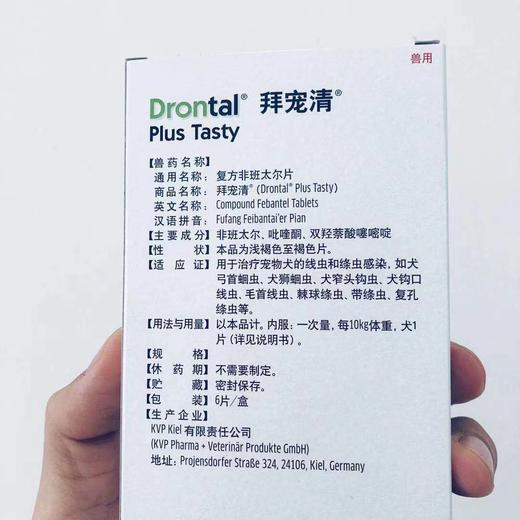 兽用
Drontal® 拜宠清®
Plus Tasty
【兽药名称】
通用名称：复方非班太尔片
商品名称：拜宠清®（Drontal® Plus Tasty）
英文名称：Compound Febantel Tablets
汉语拼音：Fufang Feibantai'er Pian
【主要成分】非班太尔、吡喹酮、双羟萘酸噻嘧啶
【性 状】本品为浅褐色至褐色片。
【适 应 证】用于治疗宠物犬的线虫和绦虫感染，如犬
弓首蛔虫、犬狮蛔虫、犬窄头钩虫、犬钩口
线虫、毛首线虫、棘球绦虫、带绦虫、复孔
绦虫等。
【用法与用量】以本品计。内服：一次量，每10kg体重，犬1
片（详见说明书）。
【规 格】
【休 药 期】不需要制定。
【贮 藏】密封保存。
【包 装】6片/盒
【生产企业】
KVP Kiel 有限责任公司
(KVP Pharma + Veterinär Produkte GmbH)
地址：Projensdorfer Straße 324, 24106, Kiel, Germany